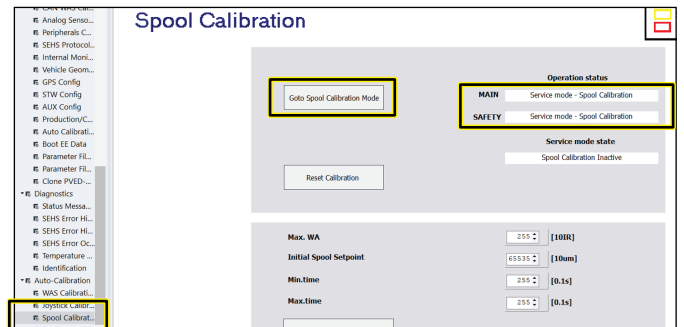 CAN WAS Cal...
Analog Senso...
Peripherals C...
SEHS Protocol...
Internal Moni...
Vehicle Geom...
GPS Config
STW Config
AUX Config
Production/C...
Auto Calibrati...
Boot EE Data
Parameter Fil...
Parameter Fil...
Clone PVED-...
Diagnostics
Status Messa...
SEHS Error Hi...
SEHS Error Hi...
SEHS Error Oc...
Temperature ...
Identification
Auto-Calibration
WAS Calibrati...
Joystick Calibr...
Spool Calibrat...
Spool Calibration
Goto Spool Calibration Mode
Operation status
MAIN Service mode - Spool Calibration
SAFETY Service mode - Spool Calibration
Service mode state
Spool Calibration Inactive
Reset Calibration
Max. WA 255 [10IR]
Initial Spool Setpoint 65535 [10um]
Min.time 255 [0.1s]
Max.time 255 [0.1s]